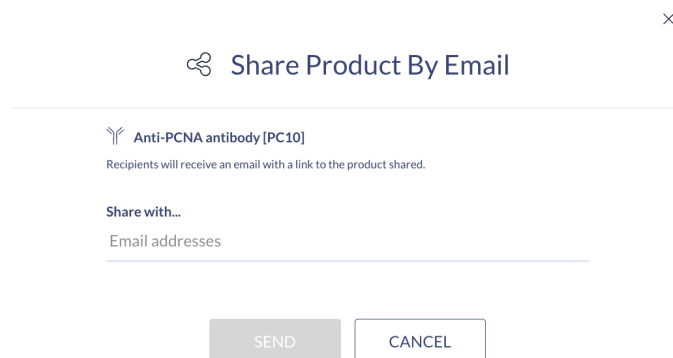 Share Product By Email
Anti-PCNA antibody [PC10]
Recipients will receive an email with a link to the product shared.
Share with...
Email addresses
SEND
CANCEL